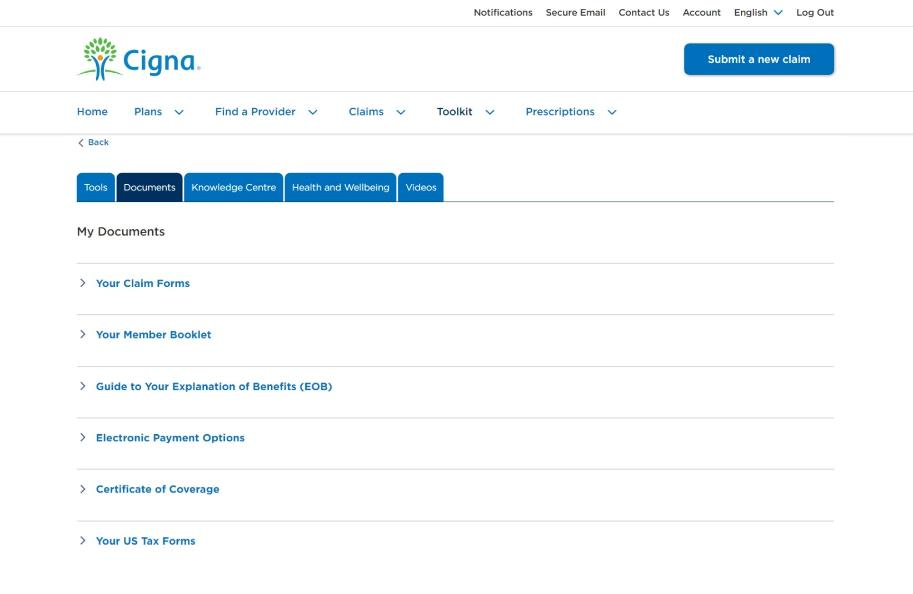 Notifications Secure Email Contact Us Account English Log Out
Cigna®
Submit a new claim
Home Plans Find a Provider Claims Toolkit Prescriptions
Back
Tools Documents Knowledge Centre Health and Wellbeing Videos
My Documents
Your Claim Forms
Your Member Booklet
Guide to Your Explanation of Benefits (EOB)
Electronic Payment Options
Certificate of Coverage
Your US Tax Forms